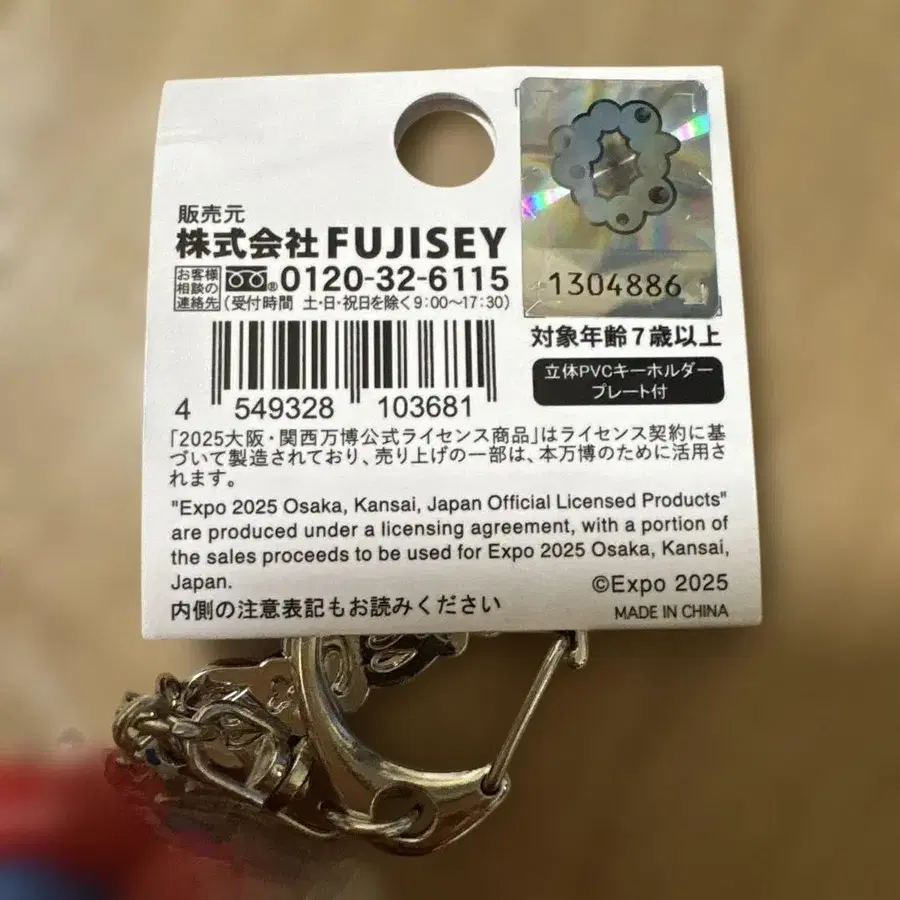 販売元
株式会社FUJISEY
お客様
相談の
連絡先
®0120-32-6115
(受付時間 土・日・祝日を除く9:00〜17:30)
1304886
対象年齢7歳以上
立体PVCキーホルダー
プレート付
4 549328 103681
「2025大阪・関西万博公式ライセンス商品」はライセンス契約に基
づいて製造されており、売り上げの一部は、本万博のために活用さ
れます。
"Expo 2025 Osaka, Kansai, Japan Official Licensed Products"
are produced under a licensing agreement, with a portion of
the sales proceeds to be used for Expo 2025 Osaka, Kansai,
Japan.
©Expo 2025
内側の注意表記もお読みください
MADE IN CHINA